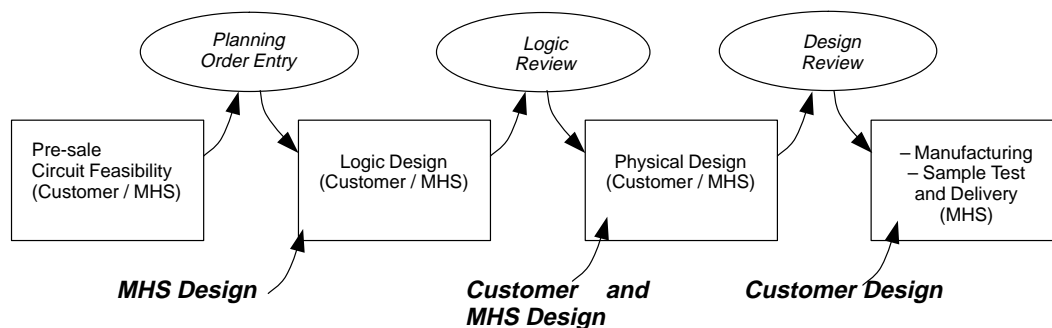 Planning
Order Entry
Logic
Review
Design
Review
Pre-sale
Circuit Feasibility
(Customer / MHS)
Logic Design
(Customer / MHS)
Physical Design
(Customer / MHS)
– Manufacturing
– Sample Test
and Delivery
(MHS)
MHS Design
Customer and
MHS Design
Customer Design